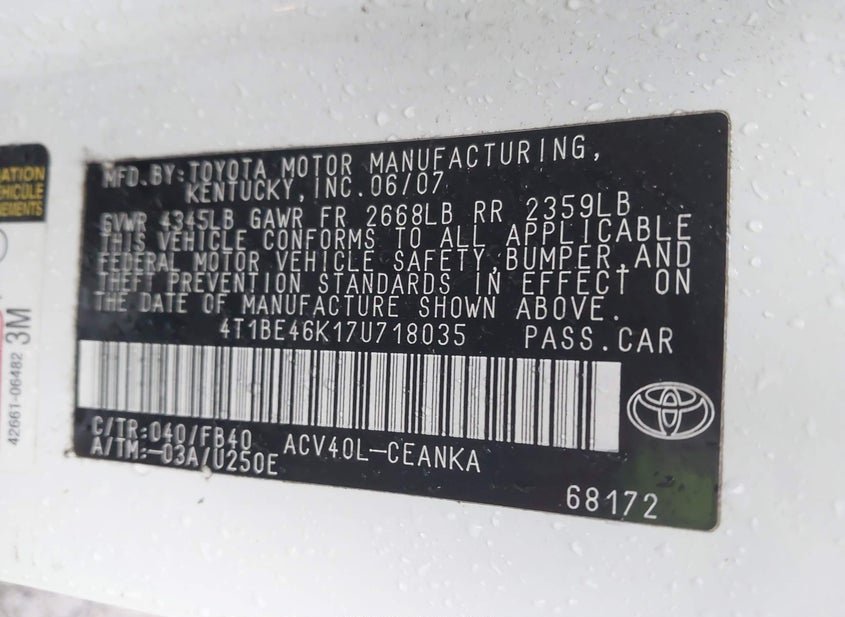 MFD.BY:TOYOTA MOTOR MANUFACTURING,
KENTUCKY,INC.06/07
GVWR 4345LB GAWR FR 2668LB RR 2359LB
THIS VEHICLE CONFORMS TO ALL APPLICABLE
FEDERAL MOTOR VEHICLE SAFETY,BUMPER,AND
THEFT PREVENTION STANDARDS IN EFFECT ON
THE DATE OF MANUFACTURE SHOWN ABOVE.
4T1BE46K17U718035 PASS.CAR
C/TR:040/FB40
A/TM:-03A/U250E
ACV40L-CEANKA
68172
42661-06482 3M